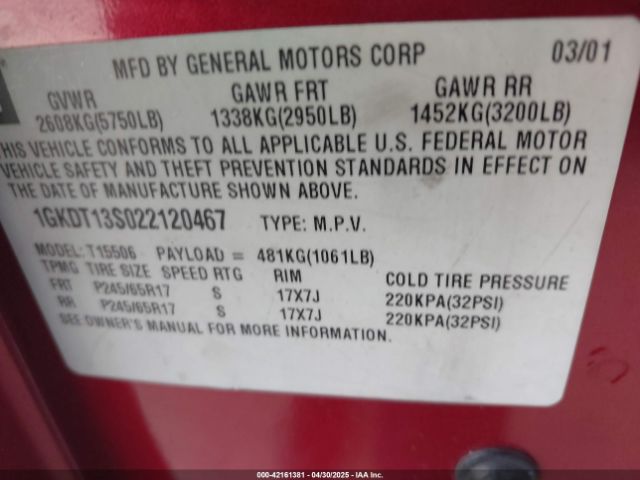 MFD BY GENERAL MOTORS CORP 03/01
GVWR GAWR FRT GAWR RR
2608KG(5750LB) 1338KG(2950LB) 1452KG(3200LB)
THIS VEHICLE CONFORMS TO ALL APPLICABLE U.S. FEDERAL MOTOR
VEHICLE SAFETY AND THEFT PREVENTION STANDARDS IN EFFECT ON
THE DATE OF MANUFACTURE SHOWN ABOVE.
1GKDT13S022120467 TYPE: M.P.V.
MODEL: T15506 PAYLOAD = 481KG(1061LB)
TPMG TIRE SIZE SPEED RTG RIM COLD TIRE PRESSURE
FRT P245/65R17 S 17X7J 220KPA(32PSI)
RR P245/65R17 S 17X7J 220KPA(32PSI)
SEE OWNER'S MANUAL FOR MORE INFORMATION.
000-42161381 - 04/30/2025 - IAA Inc.